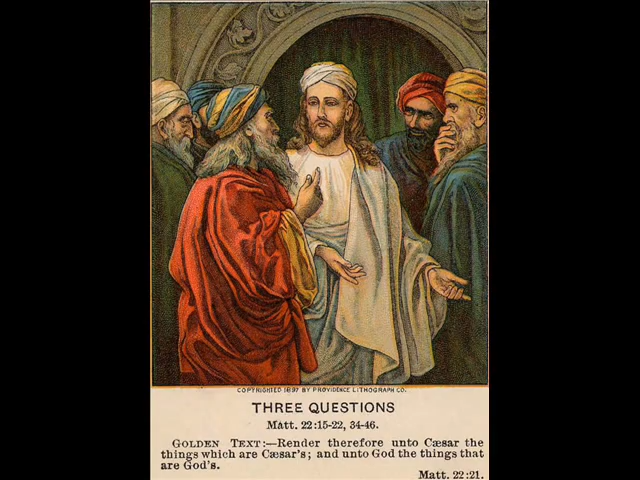 COPYRIGHTED 1897 BY PROVIDENCE LITHOGRAPH CO.
THREE QUESTIONS
Matt. 22:15-22, 34-46.
GOLDEN TEXT:—Render therefore unto Cæsar the
things which are Cæsar's; and unto God the things that
are God's.
Matt. 22:21.